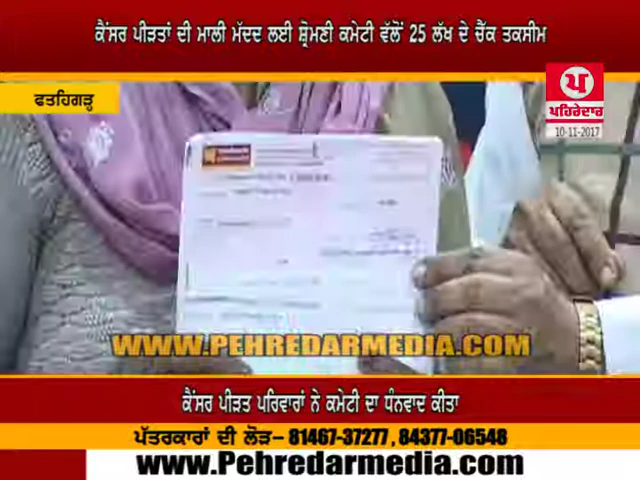 ਕੈਂਸਰ ਪੀੜਤਾਂ ਦੀ ਮਾਲੀ ਮੱਦਦ ਲਈ ਸ਼੍ਰੋਮਣੀ ਕਮੇਟੀ ਵੱਲੋਂ 25 ਲੱਖ ਦੇ ਚੈੱਕ ਤਕਸੀਮ
ਫਤਹਿਗੜ੍ਹ
ਪ
ਪਹਿਰੇਦਾਰ
10-11-2017
WWW.PEHREDARMEDIA.COM
ਕੈਂਸਰ ਪੀੜਤ ਪਰਿਵਾਰਾਂ ਨੇ ਕਮੇਟੀ ਦਾ ਧੰਨਵਾਦ ਕੀਤਾ
ਪੱਤਰਕਾਰਾਂ ਦੀ ਲੋੜ– 81467-37277 , 84377-06548
www.Pehredarmedia.com